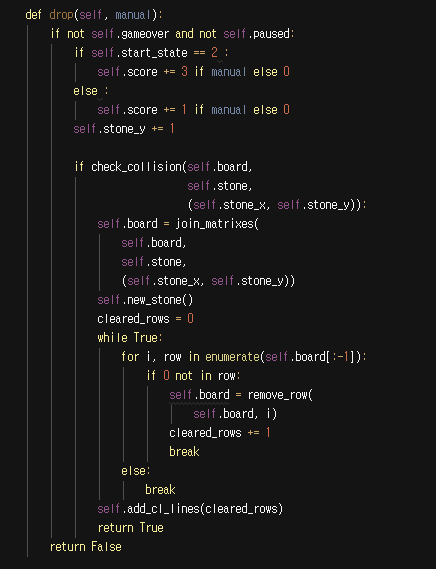 def drop(self, manual):
    if not self.gameover and not self.paused:
        if self.start_state == 2 :
            self.score += 3 if manual else 0
        else :
            self.score += 1 if manual else 0
        self.stone_y += 1

        if check_collision(self.board,
                           self.stone,
                           (self.stone_x, self.stone_y)):
            self.board = join_matrixes(
                self.board,
                self.stone,
                (self.stone_x, self.stone_y))
            self.new_stone()
            cleared_rows = 0
            while True:
                for i, row in enumerate(self.board[:-1]):
                    if 0 not in row:
                        self.board = remove_row(
                            self.board, i)
                        cleared_rows += 1
                        break
                else:
                    break
            self.add_cl_lines(cleared_rows)
            return True
    return False